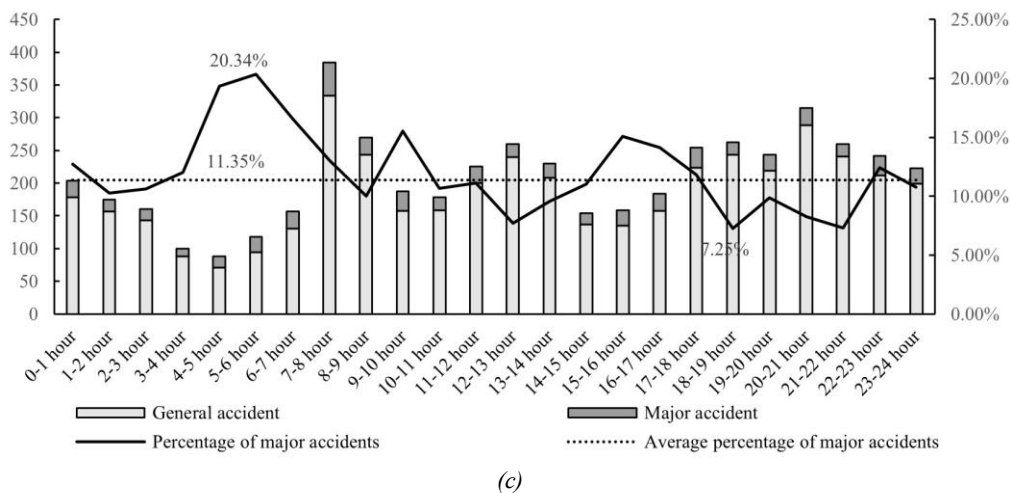 450
400
350
300
250
200
150
100
50
0
25.00%
20.00%
15.00%
10.00%
5.00%
0.00%
20.34%
11.35%
7.25%
0-1 hour
1-2 hour
2-3 hour
3-4 hour
4-5 hour
5-6 hour
6-7 hour
7-8 hour
8-9 hour
9-10 hour
10-11 hour
11-12 hour
12-13 hour
13-14 hour
14-15 hour
15-16 hour
16-17 hour
17-18 hour
18-19 hour
19-20 hour
20-21 hour
21-22 hour
22-23 hour
23-24 hour
General accident
Major accident
Percentage of major accidents
Average percentage of major accidents
(c)